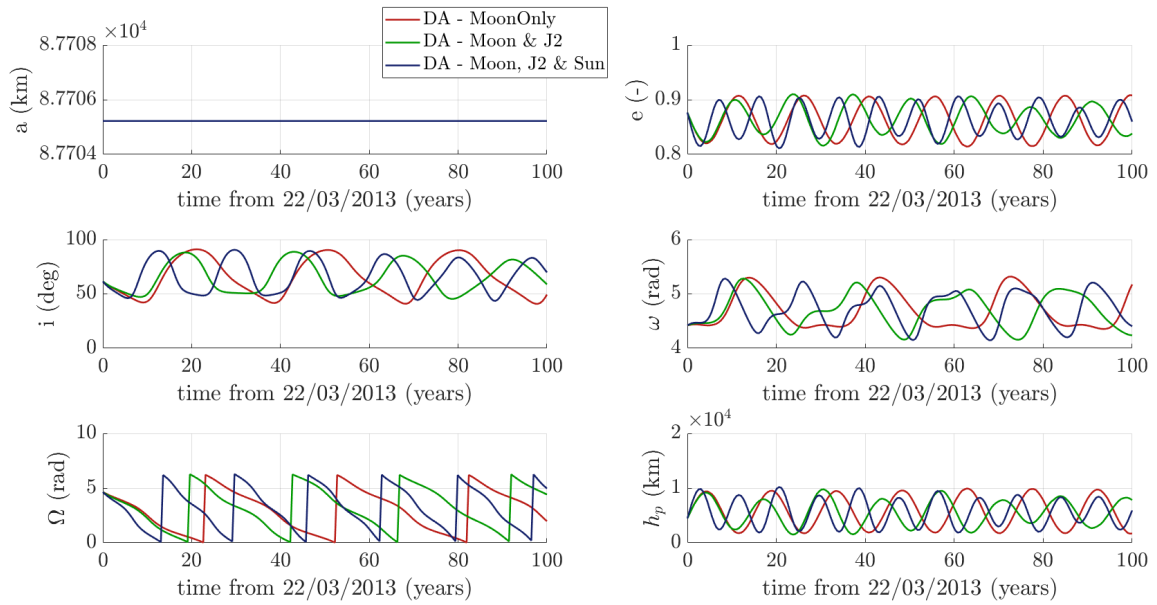 ×10⁴
8.7708
8.7706
8.7704
a (km)
0 20 40 60 80 100
time from 22/03/2013 (years)
DA - MoonOnly
DA - Moon & J2
DA - Moon, J2 & Sun
1
0.9
0.8
e (-)
0 20 40 60 80 100
time from 22/03/2013 (years)
100
50
0
i (deg)
0 20 40 60 80 100
time from 22/03/2013 (years)
6
5
4
ω (rad)
0 20 40 60 80 100
time from 22/03/2013 (years)
10
5
0
Ω (rad)
0 20 40 60 80 100
time from 22/03/2013 (years)
×10⁴
2
1
0
hₚ (km)
0 20 40 60 80 100
time from 22/03/2013 (years)